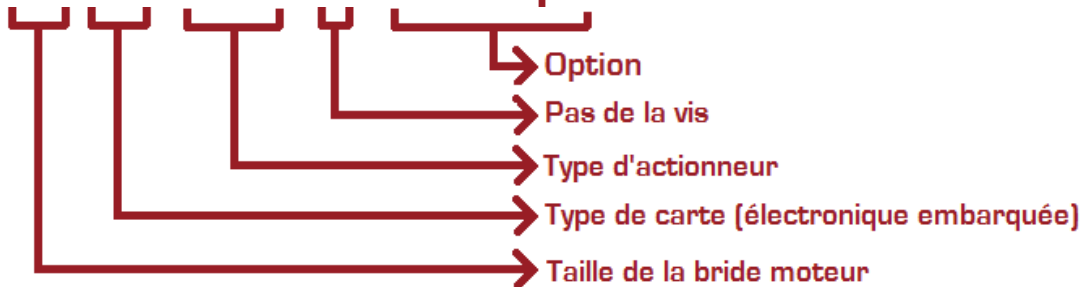 Option
Pas de la vis
Type d'actionneur
Type de carte (électronique embarquée)
Taille de la bride moteur